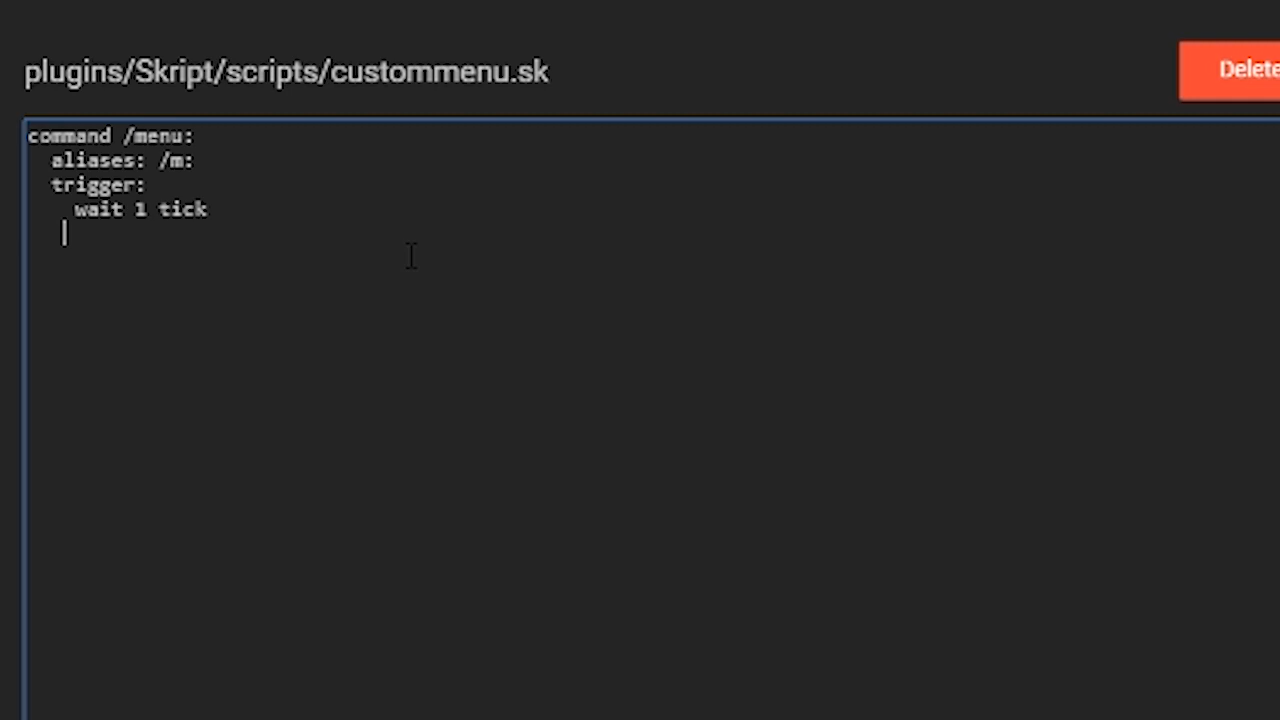 plugins/Skript/scripts/custommenu.sk
Delete
command /menu:
aliases: /m:
trigger:
wait 1 tick